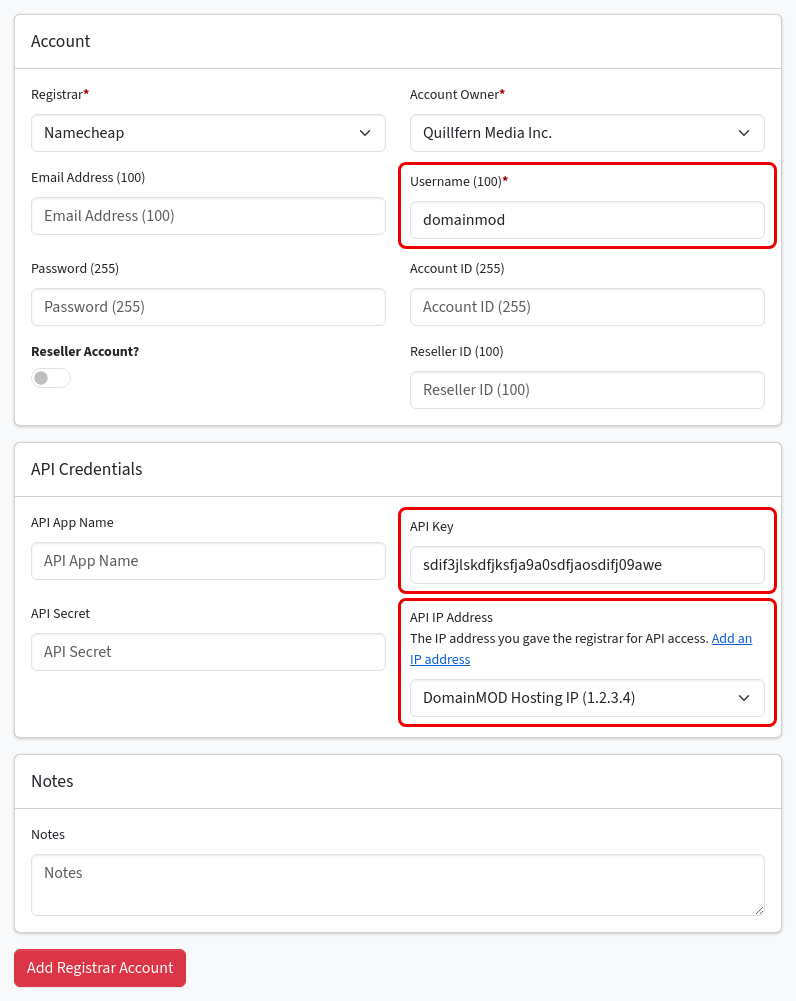 Account
Registrar*
Account Owner*
Namecheap
Quillfern Media Inc.
Email Address (100)
Username (100)*
Email Address (100)
domainmod
Password (255)
Account ID (255)
Password (255)
Account ID (255)
Reseller Account?
Reseller ID (100)
Reseller ID (100)
API Credentials
API App Name
API Key
API App Name
sdif3jlskdfjksfja9a0sdfjaosdifj09awe
API Secret
API IP Address
The IP address you gave the registrar for API access. Add an
IP address
API Secret
DomainMOD Hosting IP (1.2.3.4)
Notes
Notes
Notes
Add Registrar Account